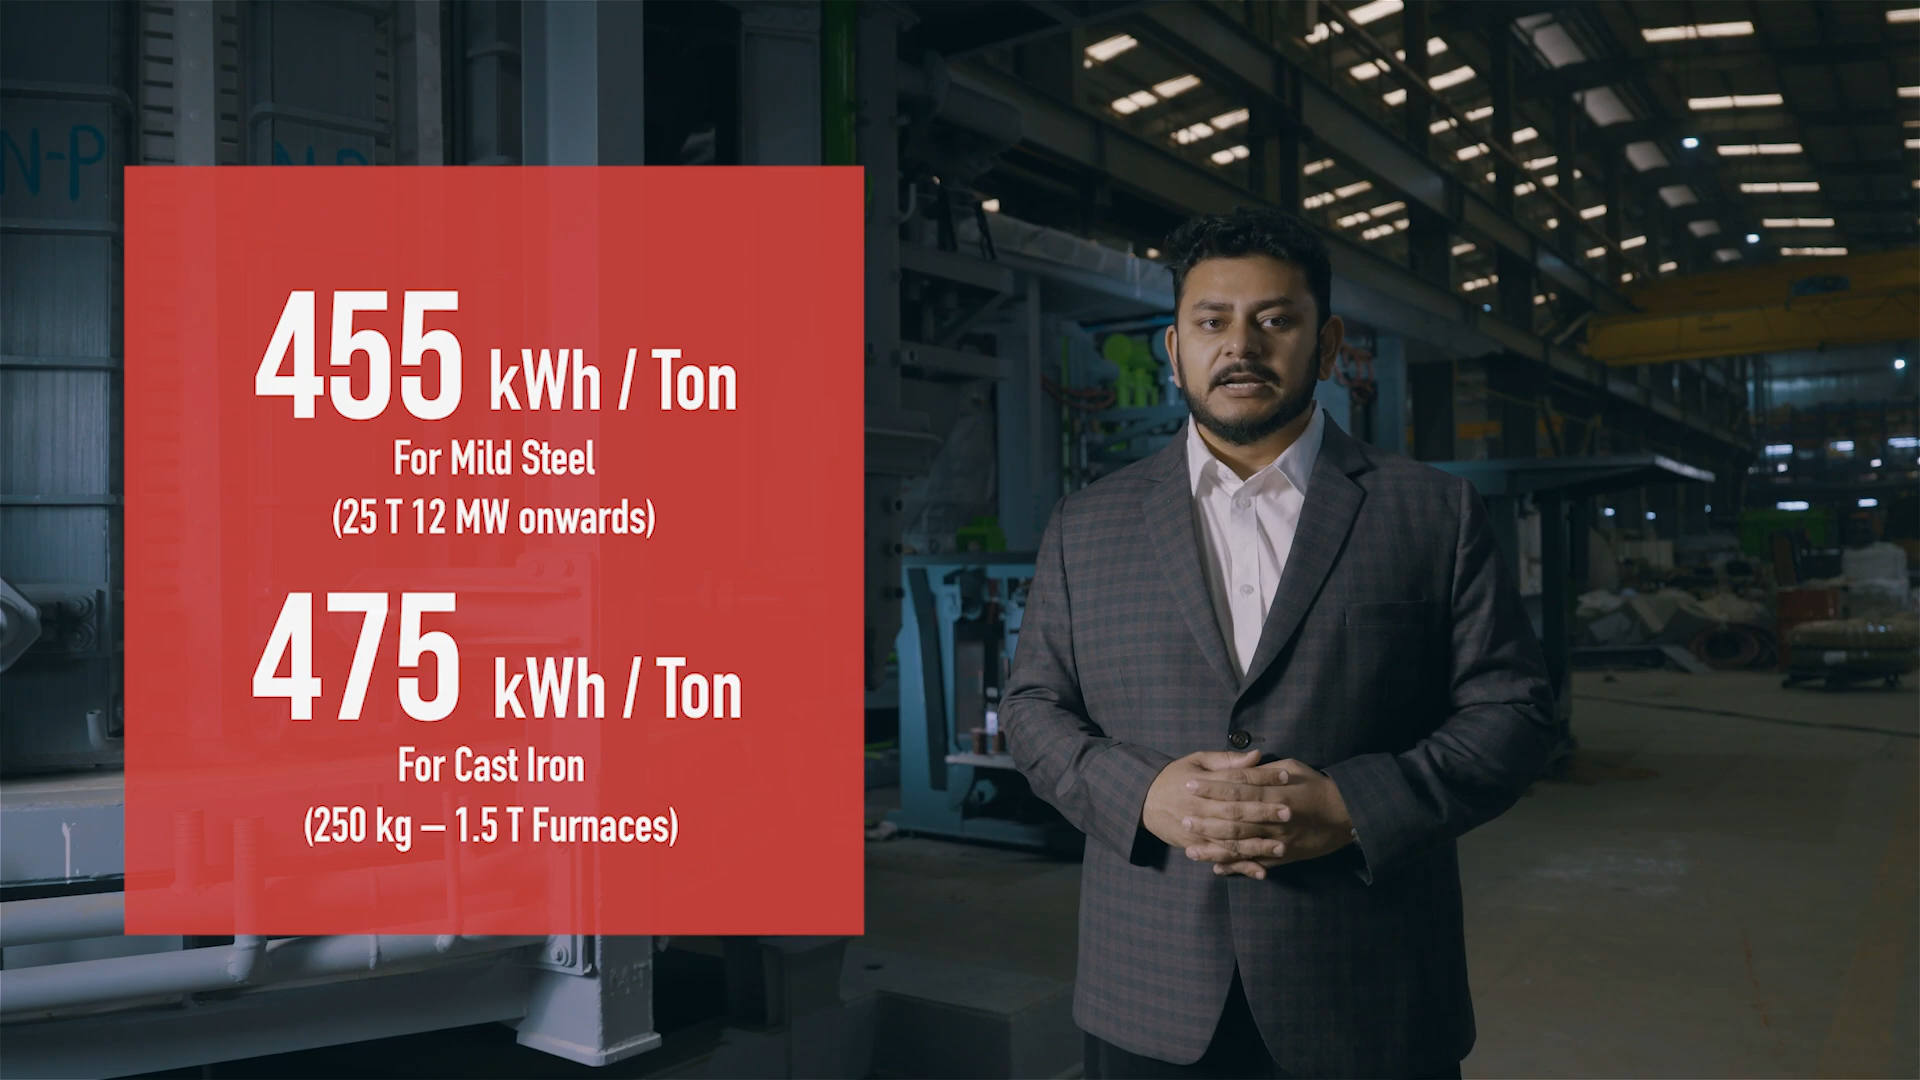 N-P
455 kWh / Ton
For Mild Steel
(25 T 12 MW onwards)
475 kWh / Ton
For Cast Iron
(250 kg – 1.5 T Furnaces)